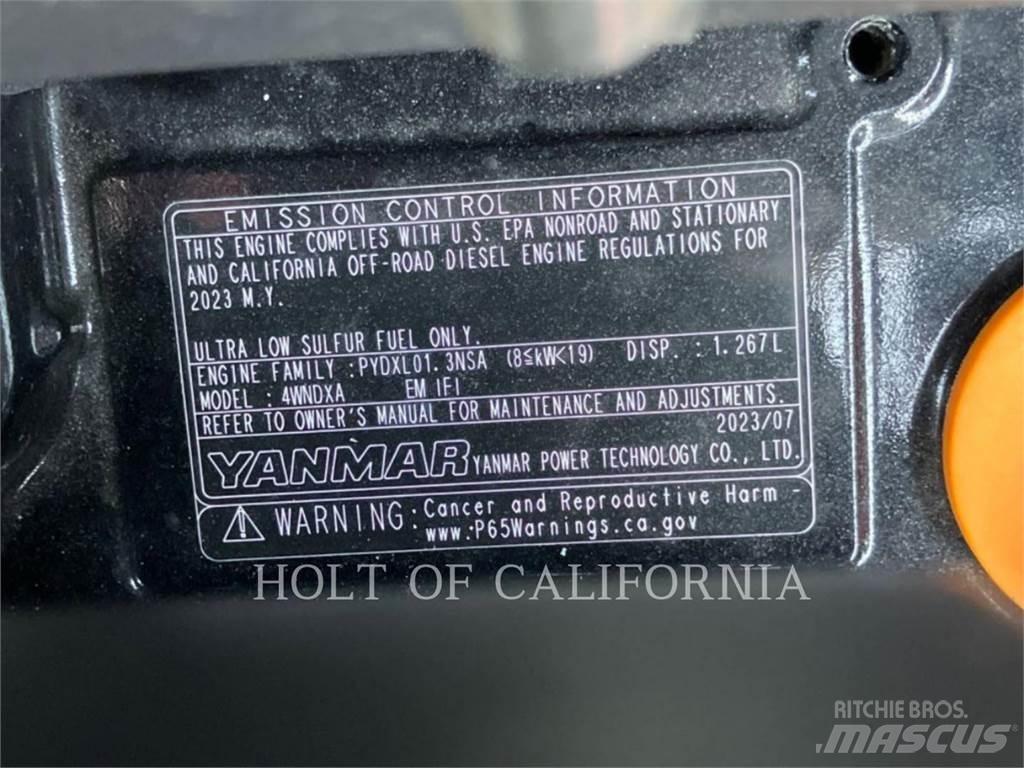 EMISSION CONTROL INFORMATION
THIS ENGINE COMPLIES WITH U.S. EPA NONROAD AND STATIONARY
AND CALIFORNIA OFF-ROAD DIESEL ENGINE REGULATIONS FOR
2023 M.Y.
ULTRA LOW SULFUR FUEL ONLY.
ENGINE FAMILY : PYDXL01.3NSA (8≦kW<19) DISP. : 1.267L
MODEL : 4WNDXA EM IFI
REFER TO OWNER'S MANUAL FOR MAINTENANCE AND ADJUSTMENTS.
2023/07
YANMAR YANMAR POWER TECHNOLOGY CO., LTD.
WARNING: Cancer and Reproductive Harm -
www.P65Warnings.ca.gov
HOLT OF CALIFORNIA
RITCHIE BROS.
MASCUS